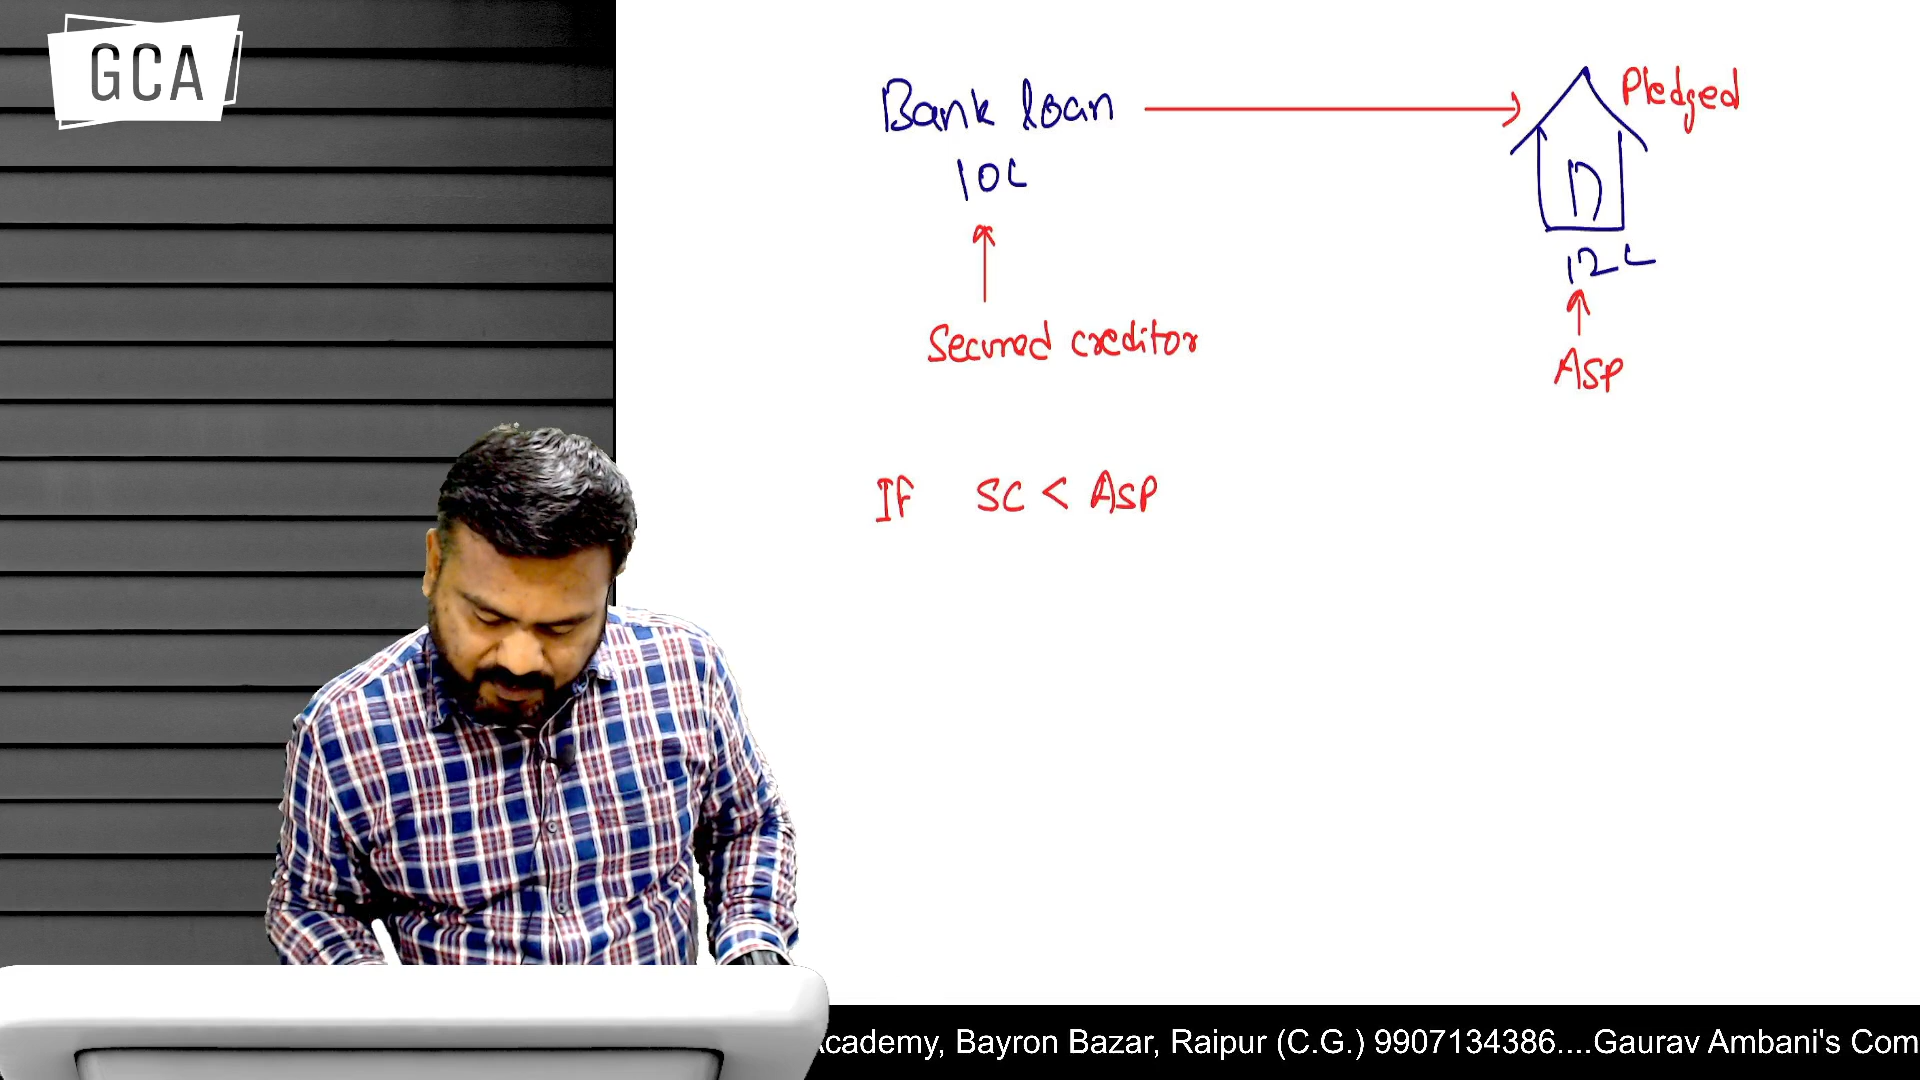 GCA
Bank loan
Pledged
10L
12L
Secured creditor
ASP
If SC < ASP
Academy, Bayron Bazar, Raipur (C.G.) 9907134386....Gaurav Ambani's Com